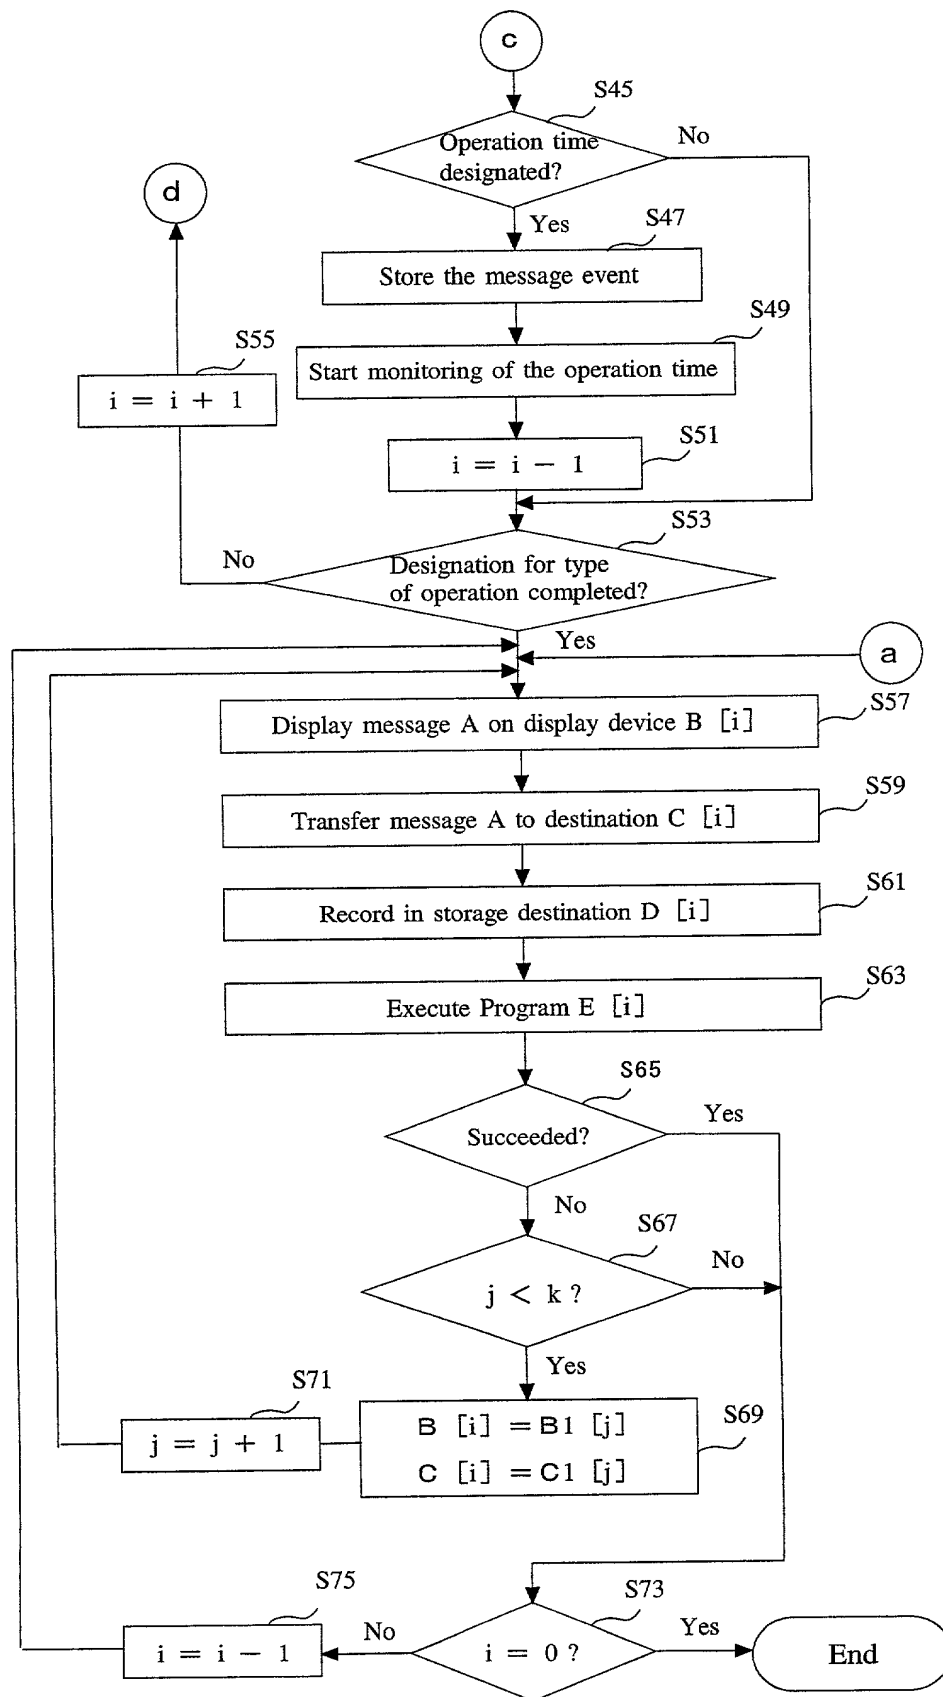 c
S45
Operation time
designated?
No
d
Yes
S47
Store the message event
S49
Start monitoring of the operation time
S55
i = i + 1
S51
i = i - 1
S53
No
Designation for type
of operation completed?
Yes
a
S57
Display message A on display device B [i]
S59
Transfer message A to destination C [i]
S61
Record in storage destination D [i]
S63
Execute Program E [i]
S65
Succeeded?
Yes
No
S67
j < k ?
No
Yes
S71
j = j + 1
S69
B [i] = B1 [j]
C [i] = C1 [j]
S75
i = i - 1
No
S73
i = 0 ?
Yes
End